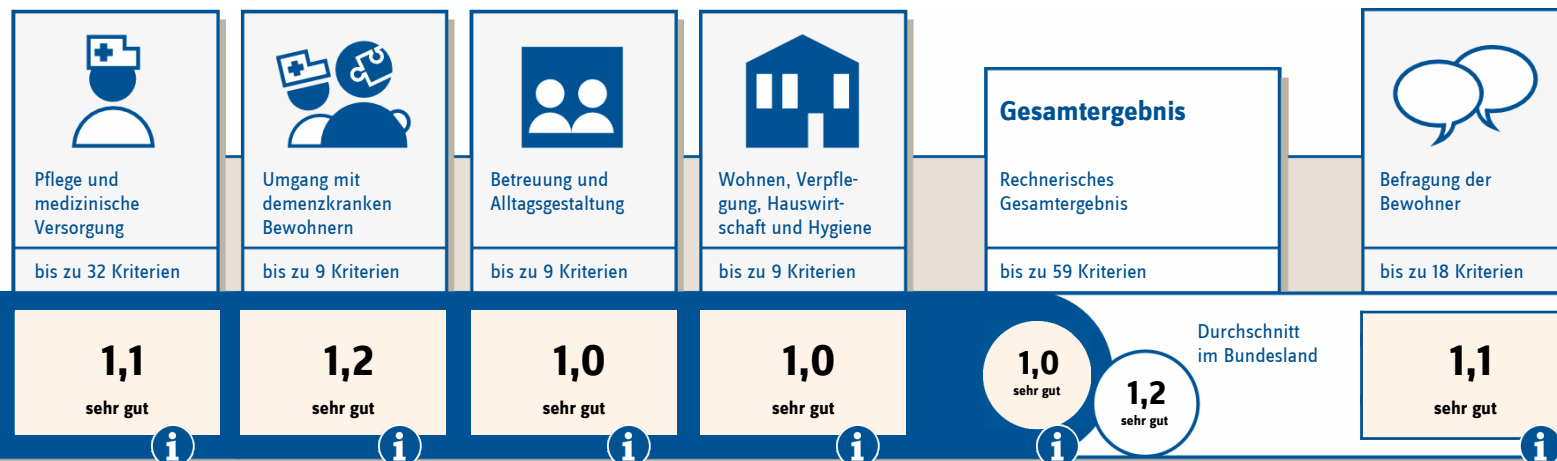 Pflege und
medizinische
Versorgung
bis zu 32 Kriterien
1,1
sehr gut
i
Umgang mit
demenzkranken
Bewohnern
bis zu 9 Kriterien
1,2
sehr gut
i
Betreuung und
Alltagsgestaltung
bis zu 9 Kriterien
1,0
sehr gut
i
Wohnen, Verpfle-
gung, Hauswirt-
schaft und Hygiene
bis zu 9 Kriterien
1,0
sehr gut
i
Gesamtergebnis
Rechnerisches
Gesamtergebnis
bis zu 59 Kriterien
1,0
sehr gut
i
Durchschnitt
im Bundesland
1,2
sehr gut
Befragung der
Bewohner
bis zu 18 Kriterien
1,1
sehr gut
i